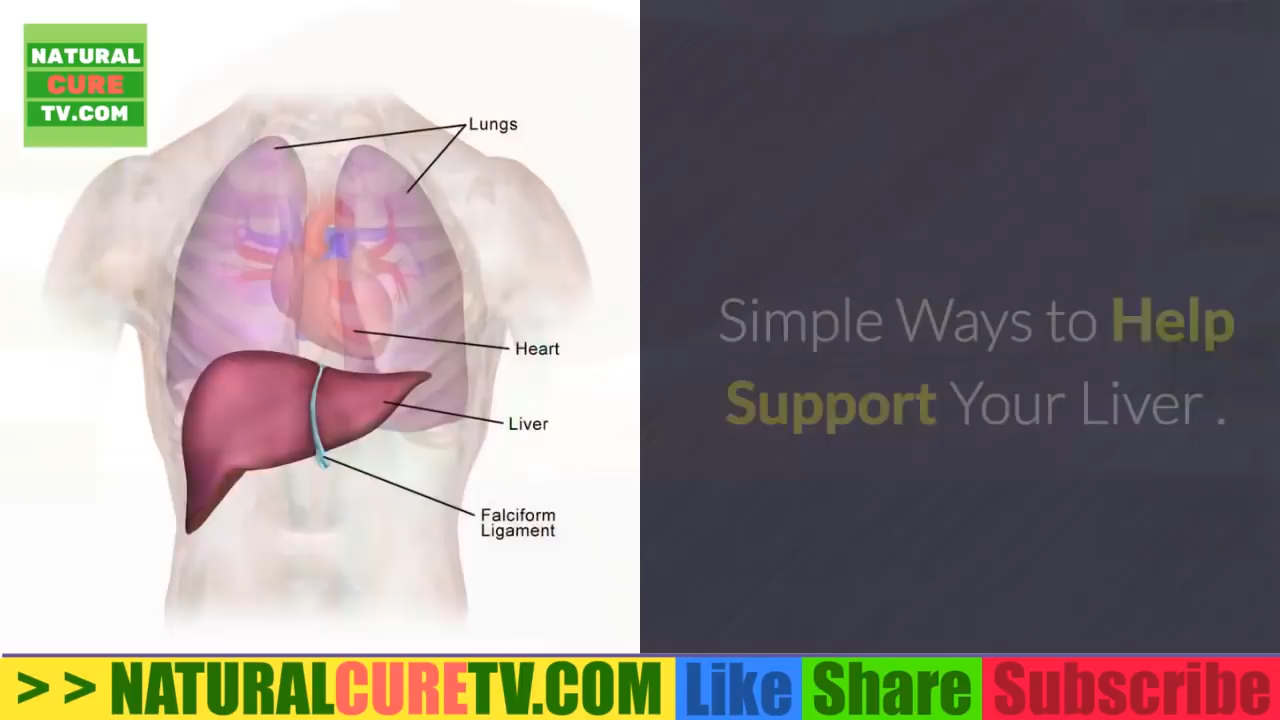 NATURAL
CURE
TV.COM
Lungs
Heart
Liver
Falciform
Ligament
Simple Ways to Help
Support Your Liver .
> > NATURALCURETV.COM Like Share Subscribe